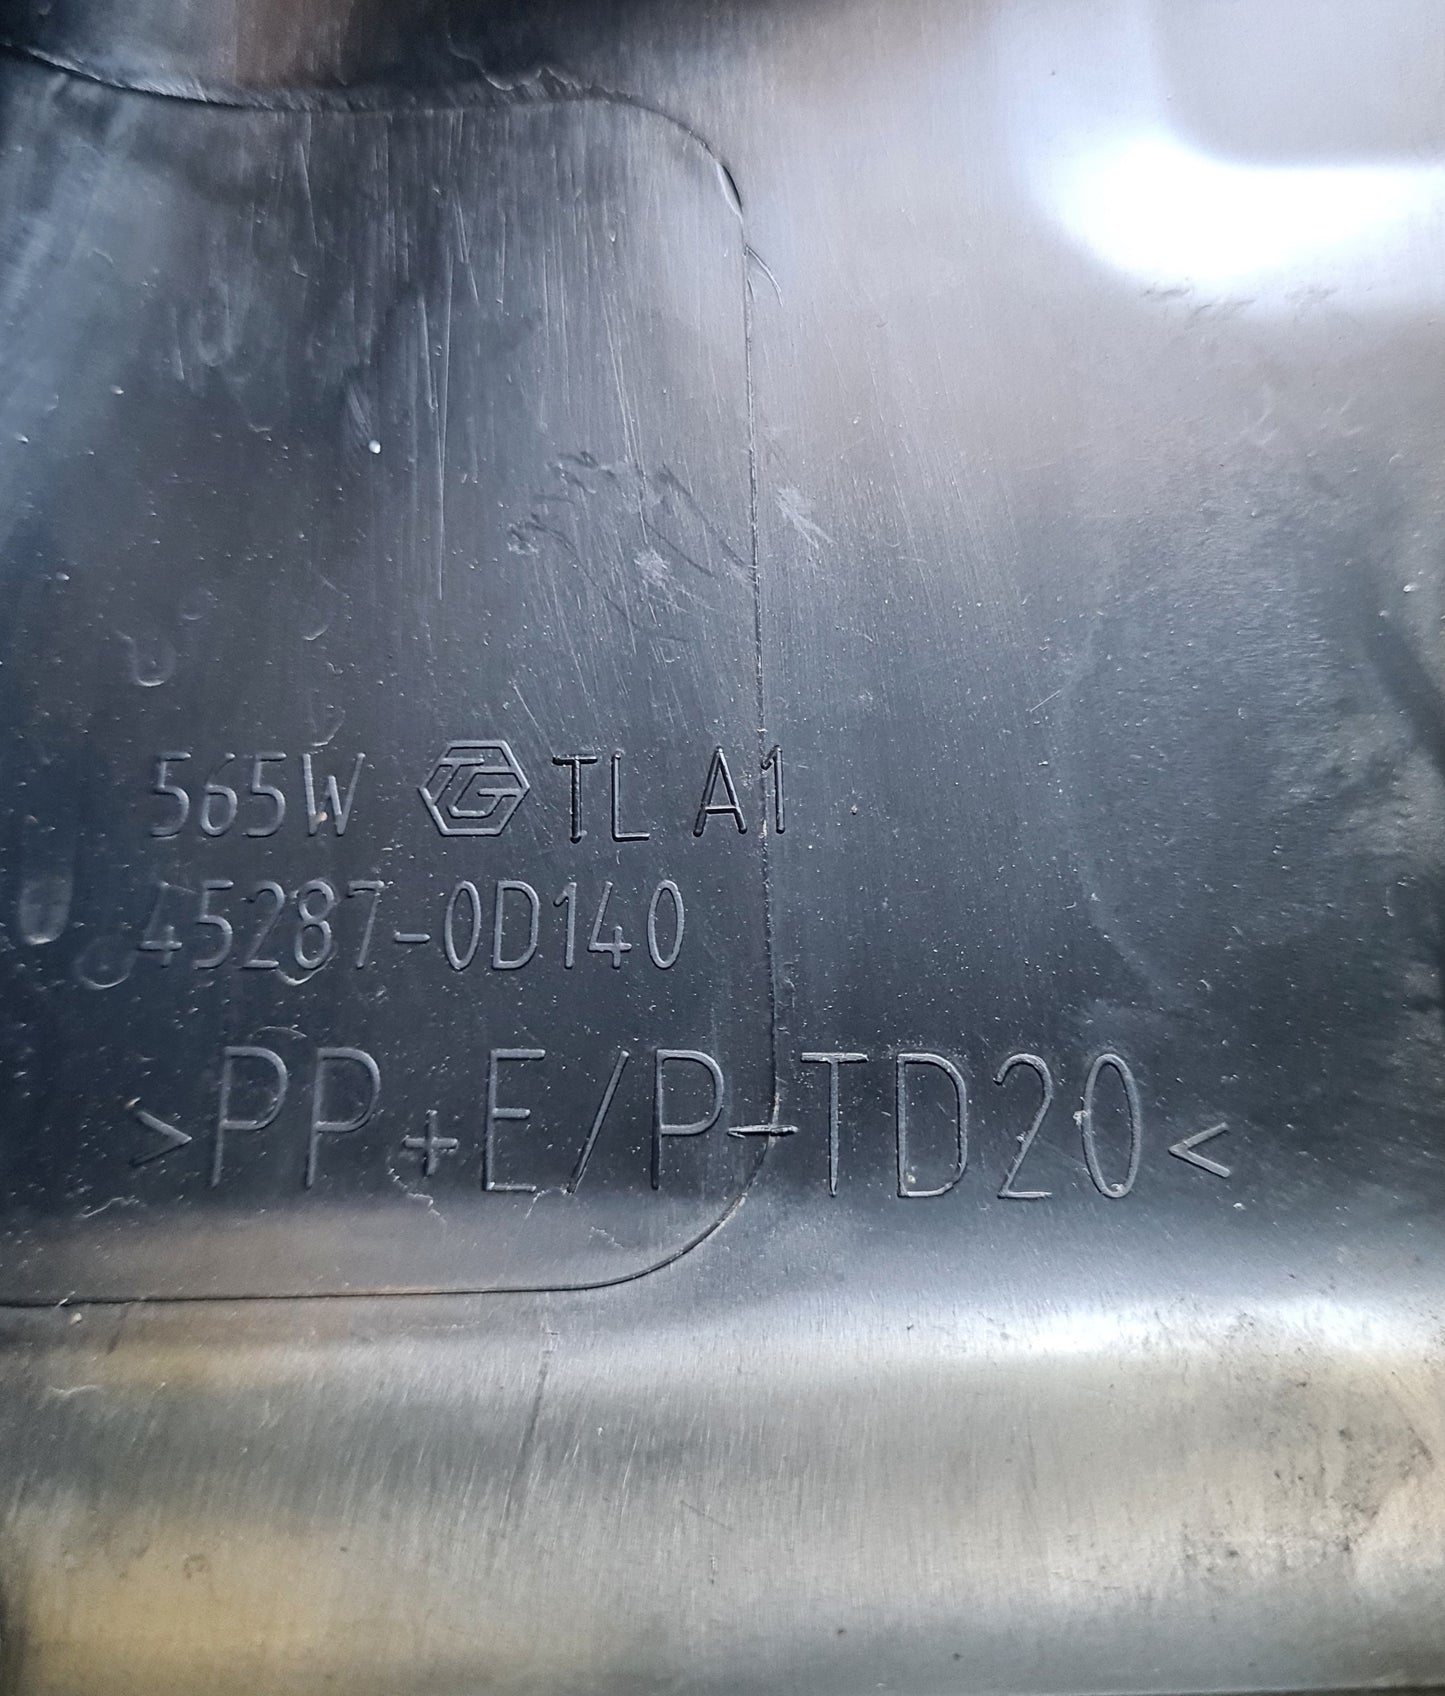 565W TG TL A1
45287-0D140
>PP+E/P-TD20<